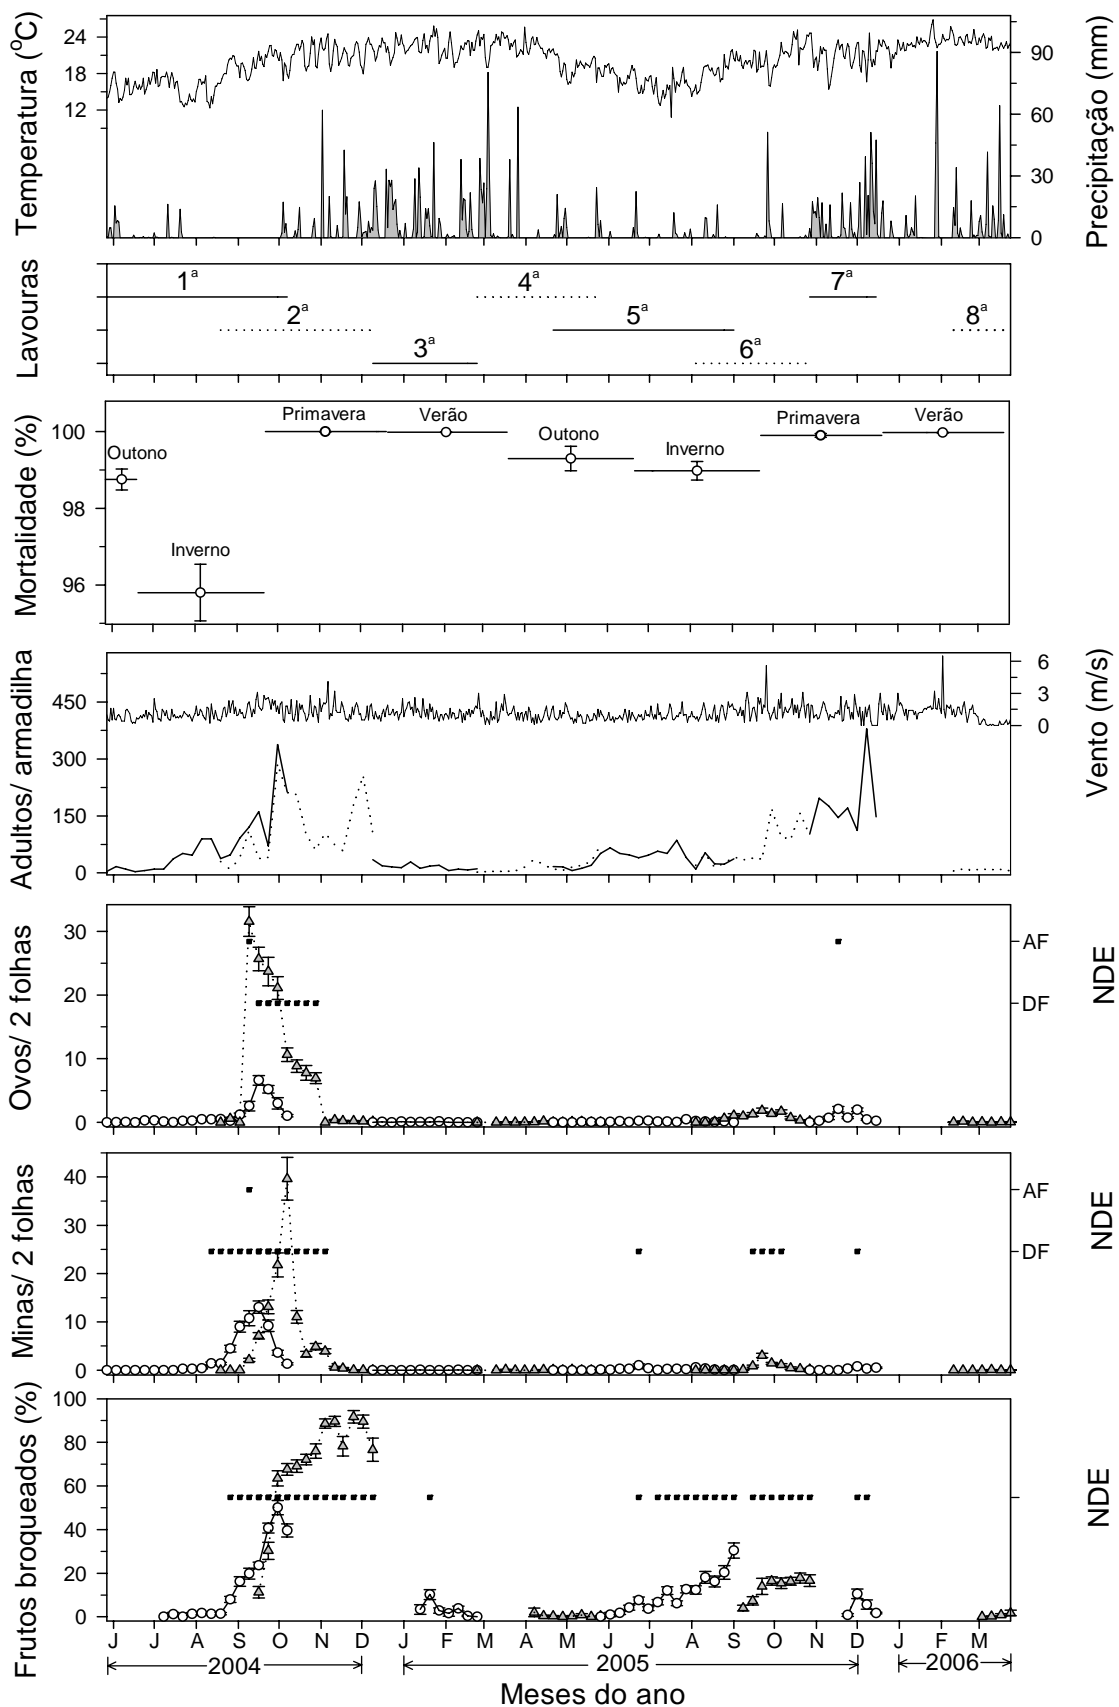 Temperatura (°C)
24
18
12
90
60
30
0
Precipitação (mm)
Lavouras
1ª
2ª
3ª
4ª
5ª
6ª
7ª
8ª
Mortalidade (%)
100
98
96
Outono
Inverno
Primavera
Verão
Outono
Inverno
Primavera
Verão
Adultos/ armadilha
450
300
150
0
6
3
0
Vento (m/s)
Ovos/ 2 folhas
30
20
10
0
AF
DF
NDE
Minas/ 2 folhas
40
30
20
10
0
AF
DF
NDE
Frutos broqueados (%)
100
80
60
40
20
0
NDE
J J A S O N D J F M A M J J A S O N D J F M
2004 2005 2006
Meses do ano